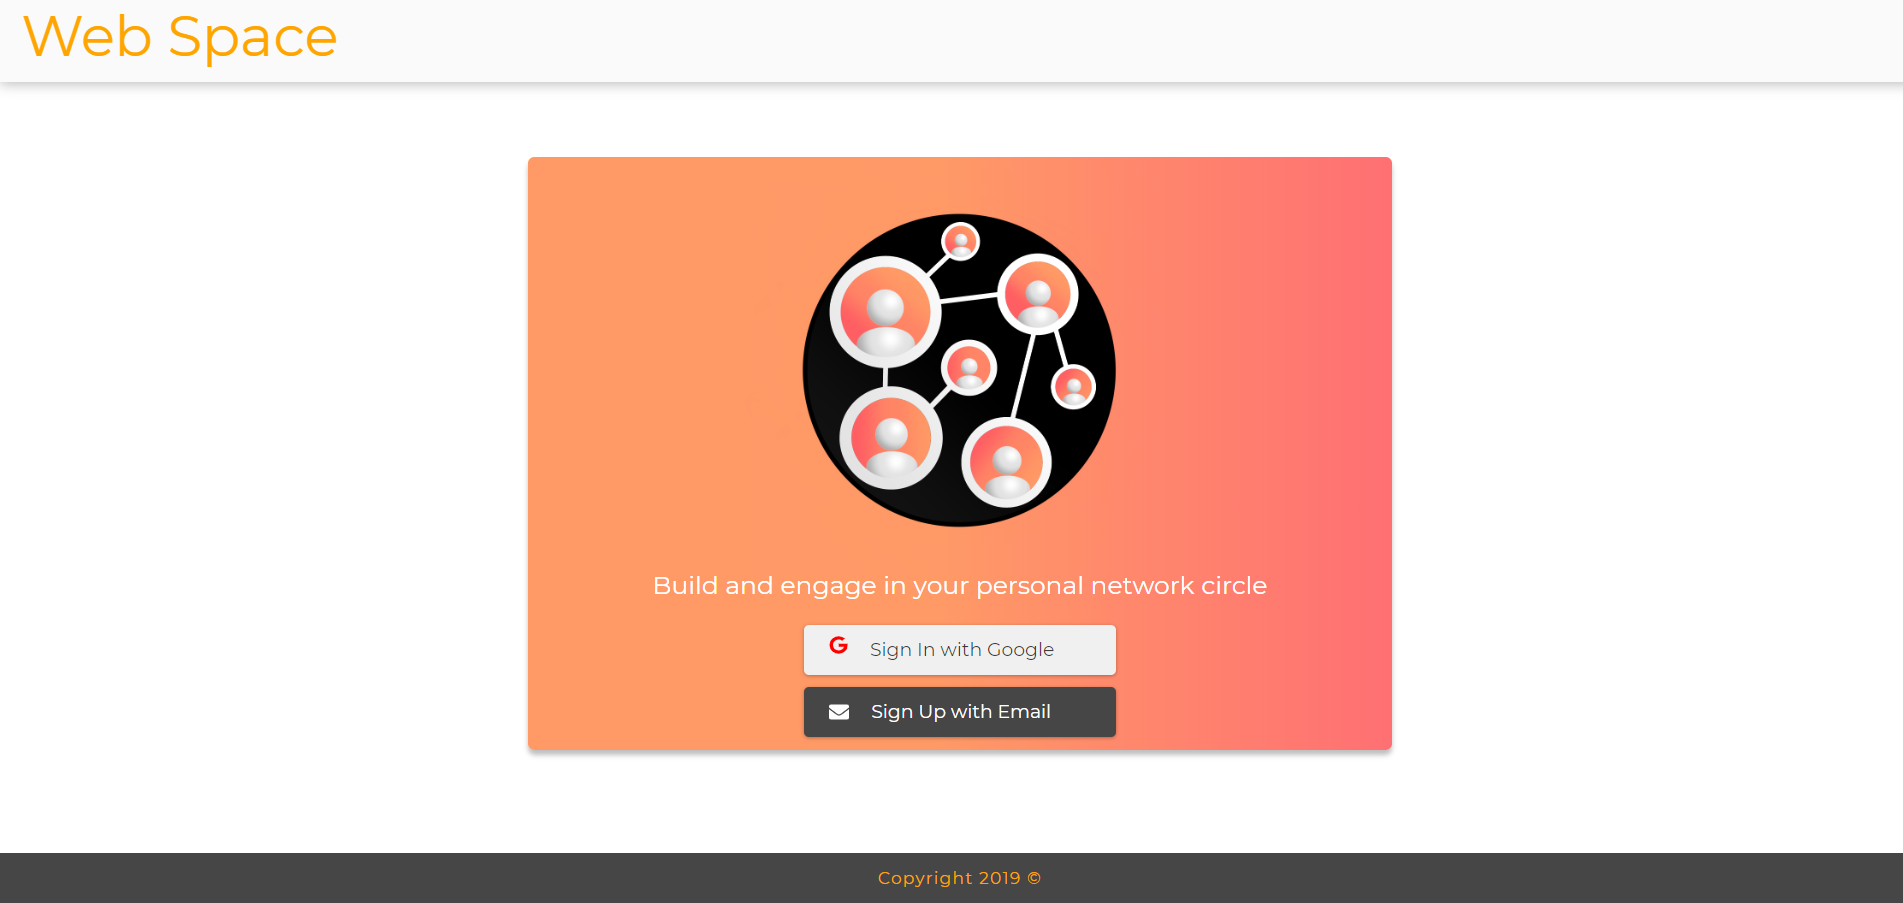 Web Space
Build and engage in your personal network circle
Sign In with Google
Sign Up with Email
Copyright 2019 ©